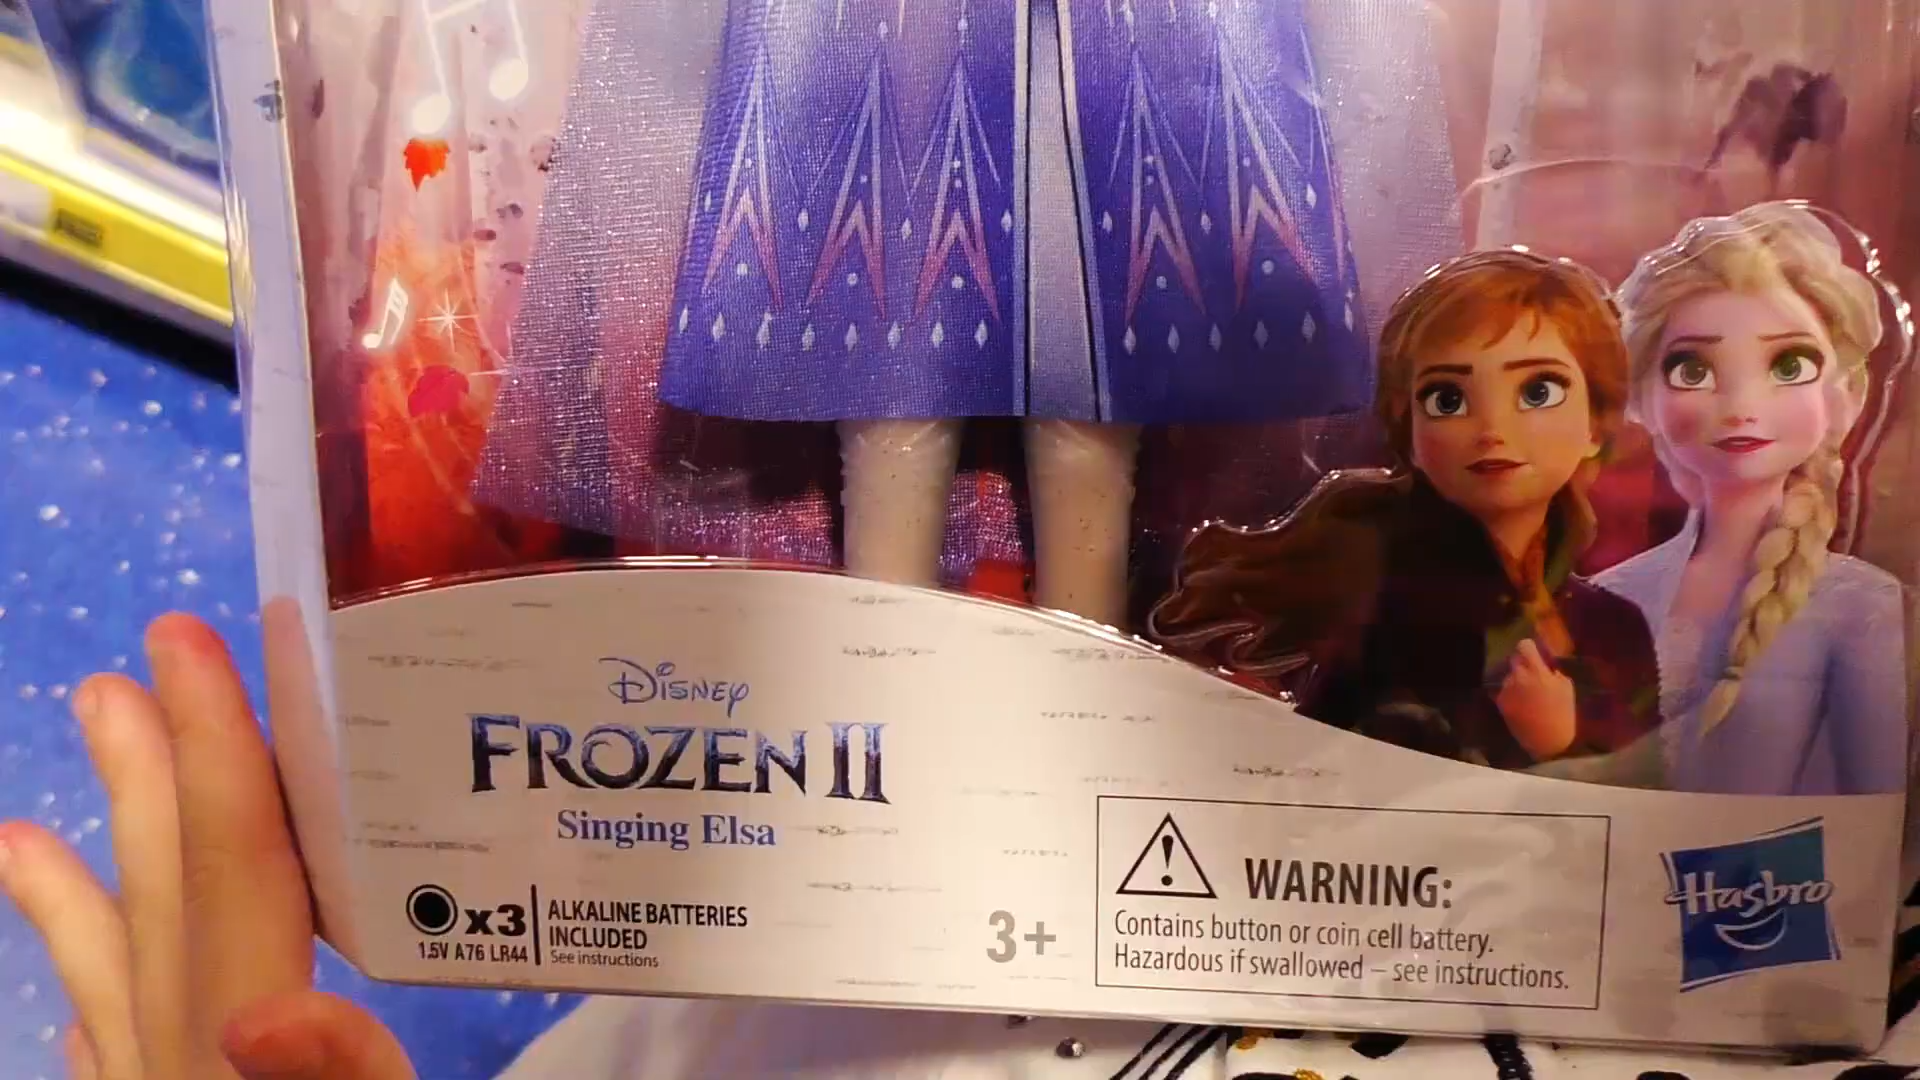 Disney
FROZEN II
Singing Elsa
x3
1.5V A76 LR44
ALKALINE BATTERIES
INCLUDED
See instructions
3+
WARNING:
Contains button or coin cell battery.
Hazardous if swallowed – see instructions.
Hasbro